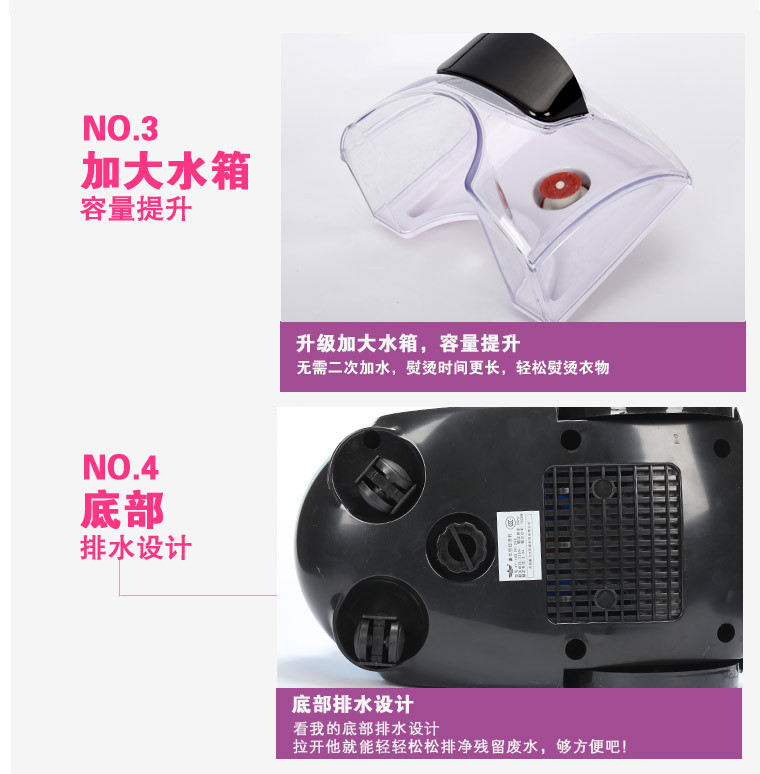 NO.3
加大水箱
容量提升
升级加大水箱，容量提升
无需二次加水，熨烫时间更长，轻松熨烫衣物
NO.4
底部
排水设计
底部排水设计
看我的底部排水设计
拉开他就能轻轻松松排净残留废水，够方便吧！